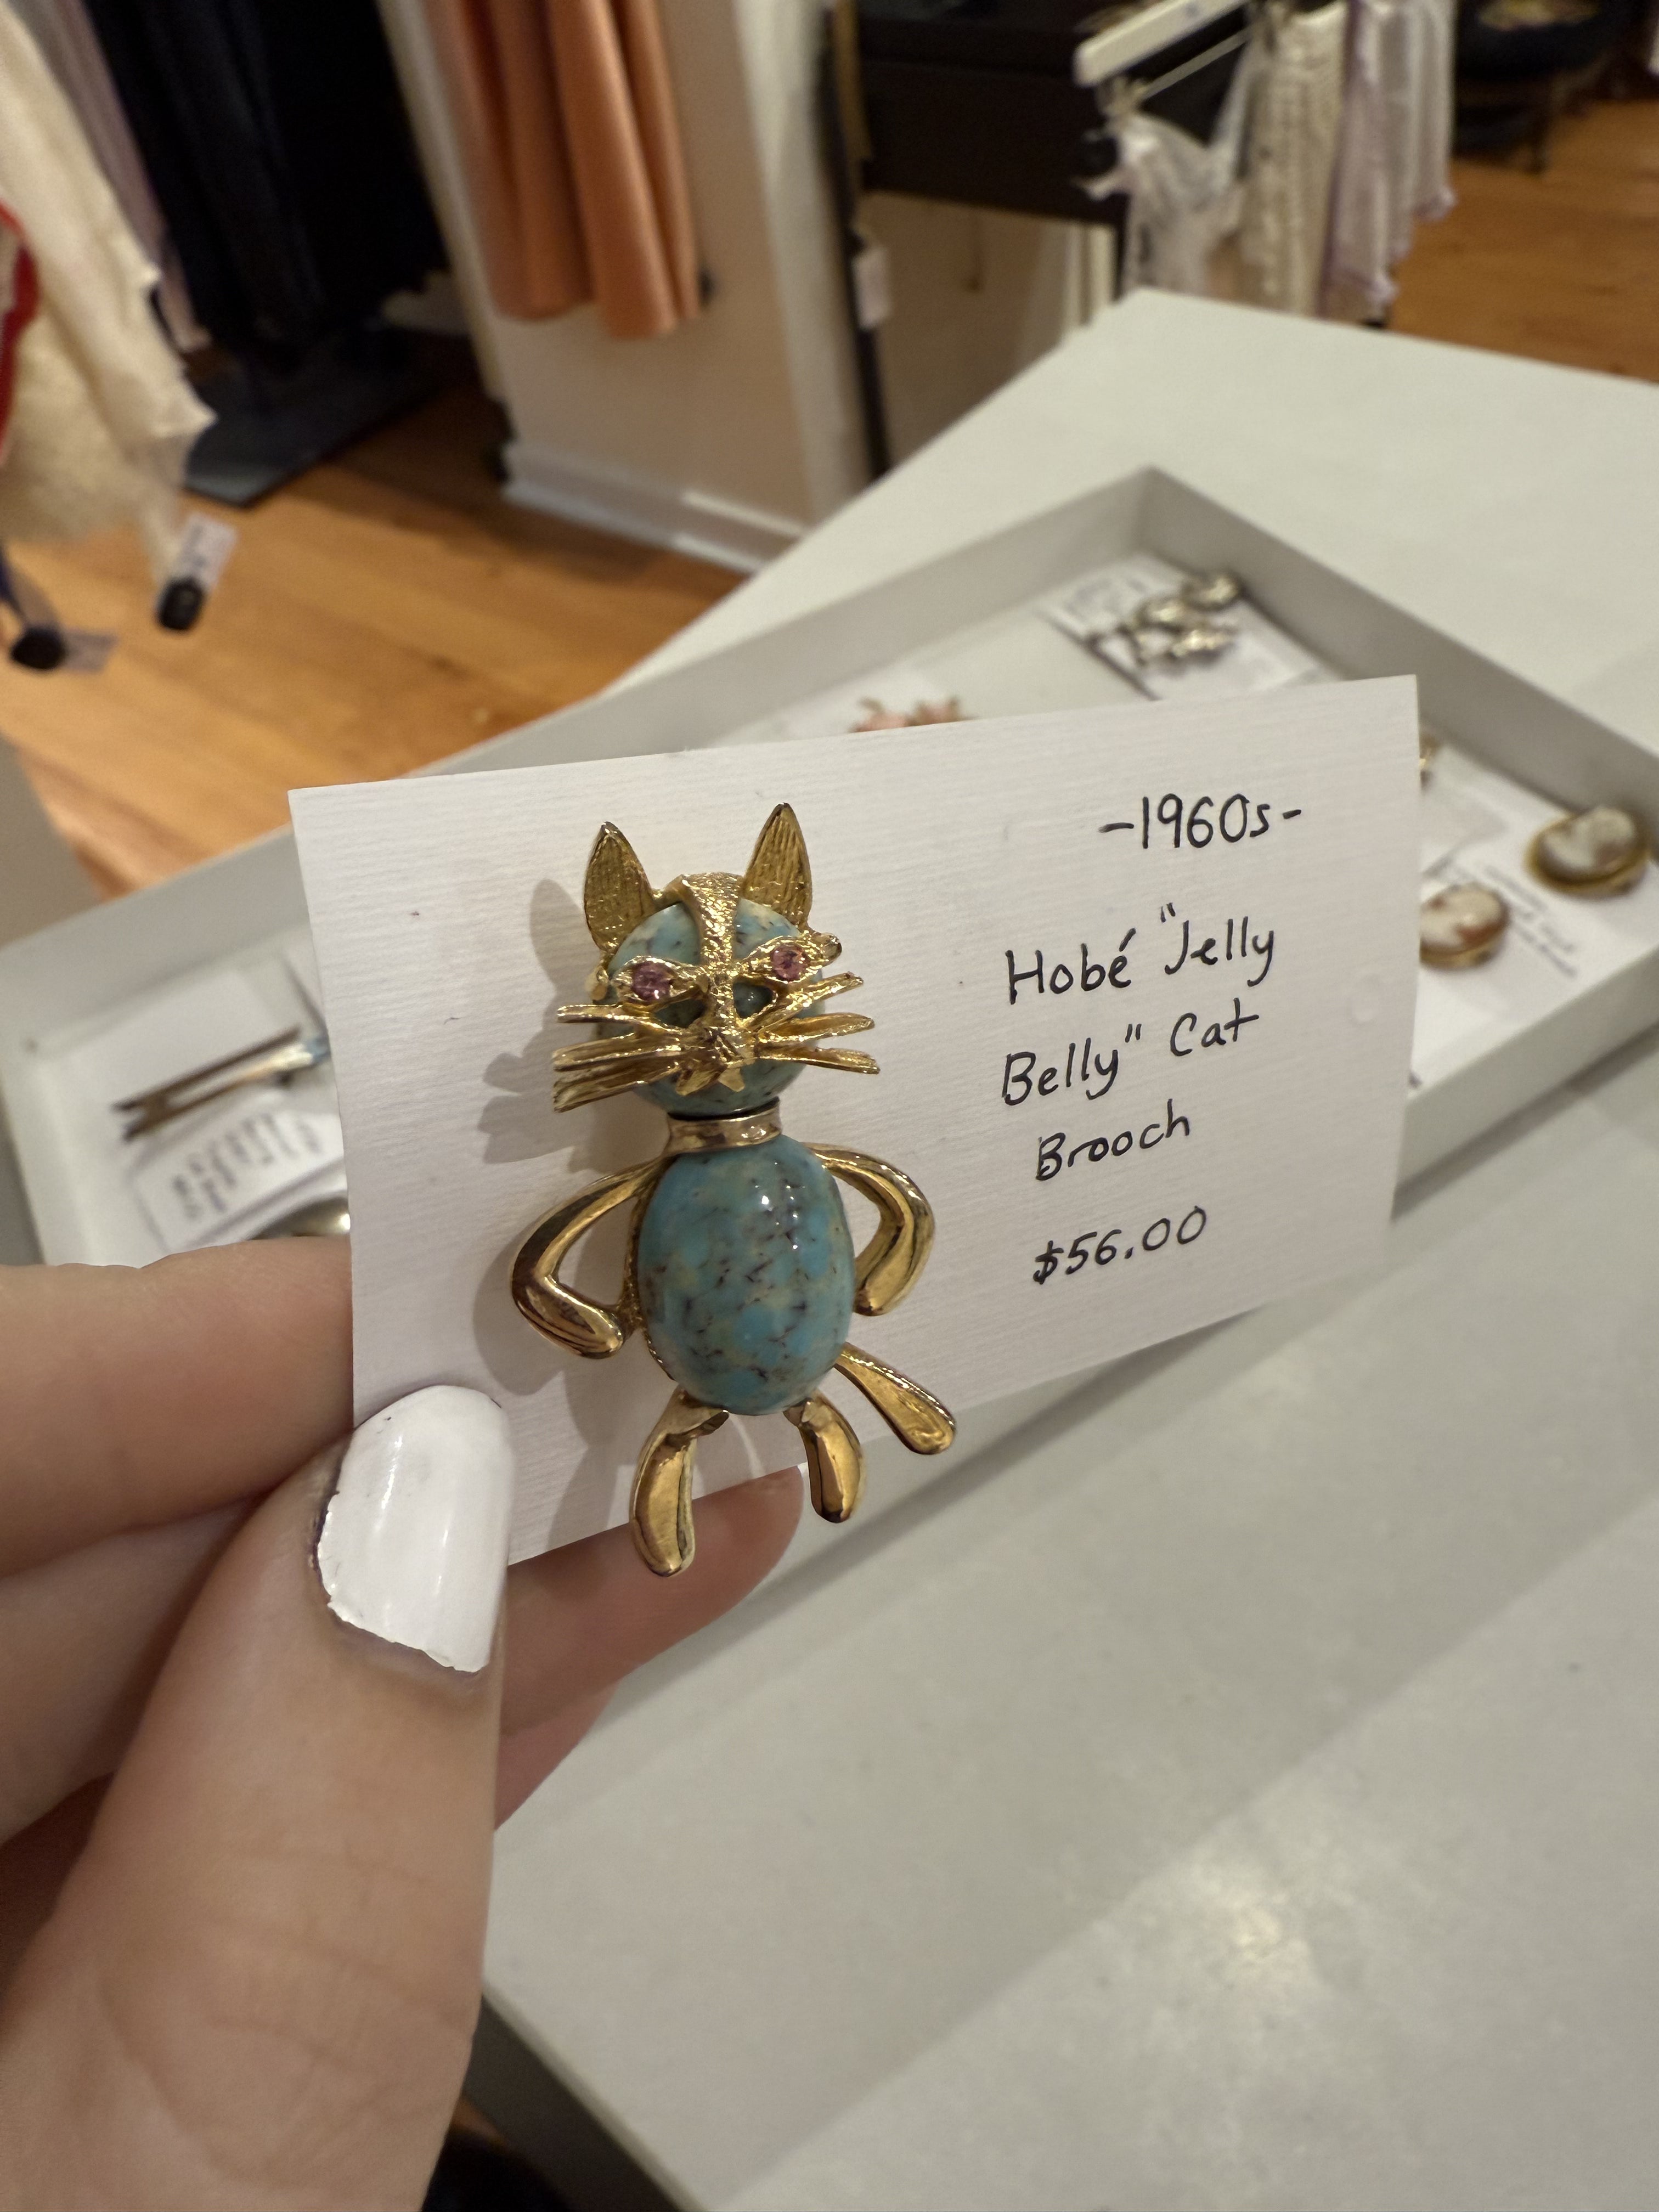 -1960s-
Hobé "Jelly
Belly" Cat
Brooch
$56.00